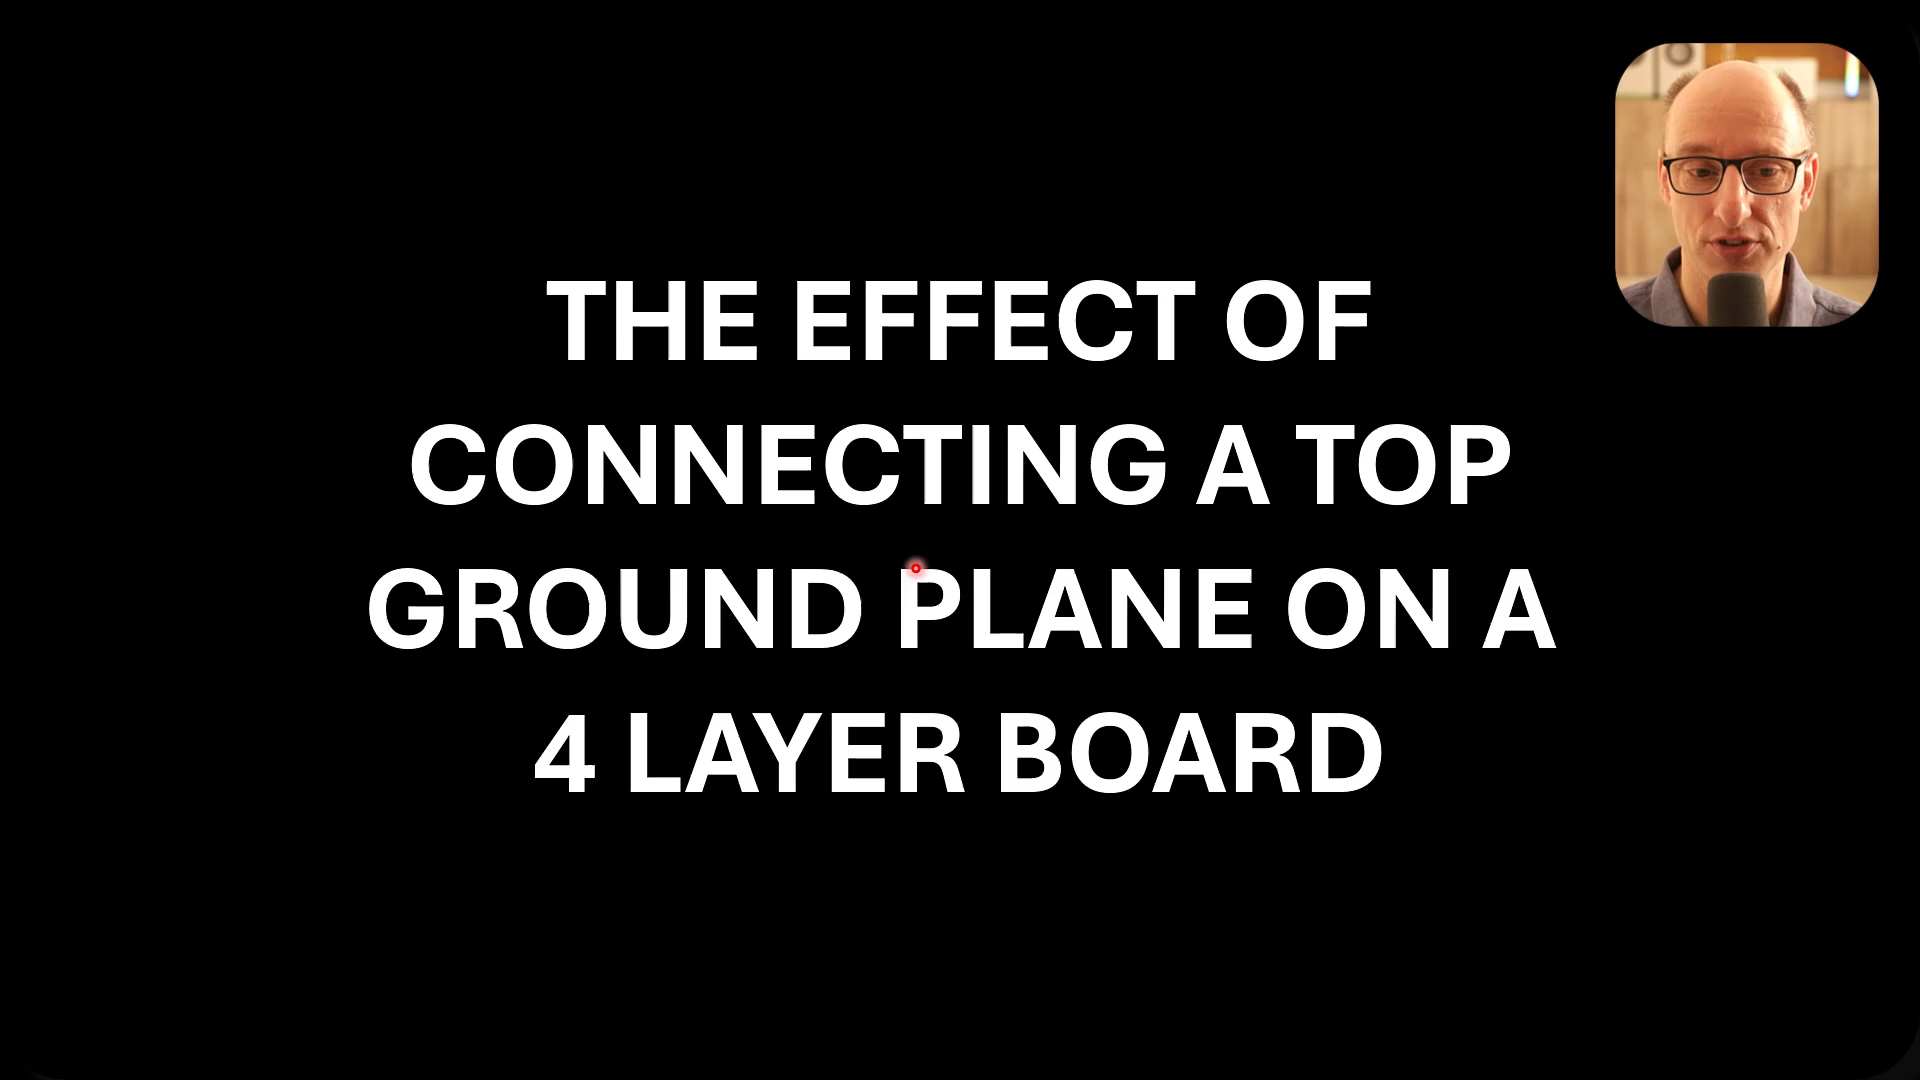 THE EFFECT OF
CONNECTING A TOP
GROUND PLANE ON A
4 LAYER BOARD